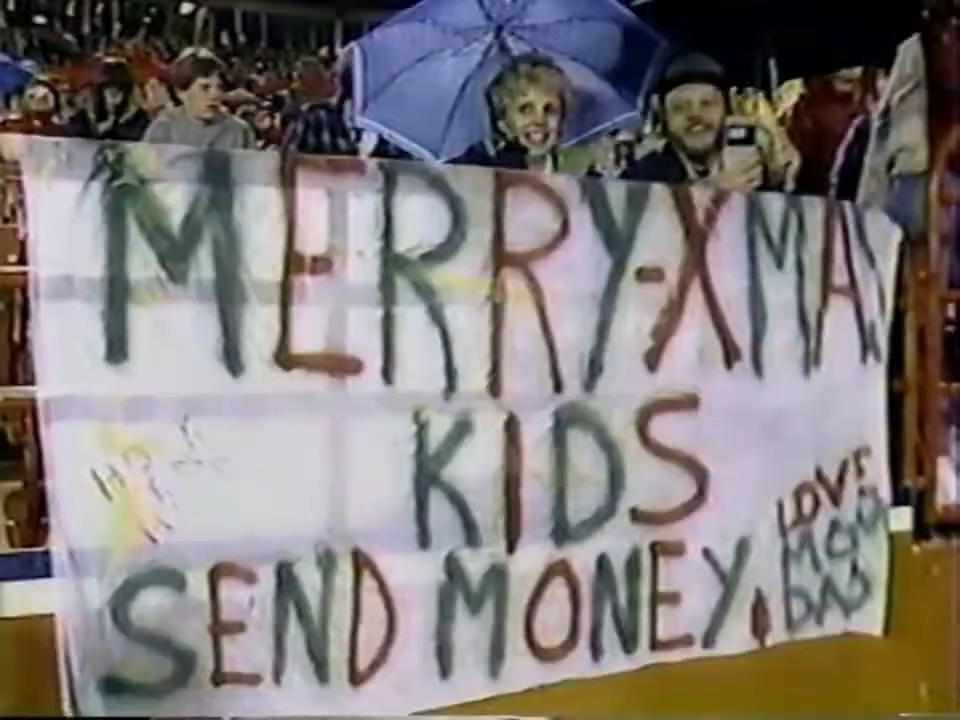 MERRY-XMAS
KIDS
SEND MONEY,
LOVE
MOM
DAD